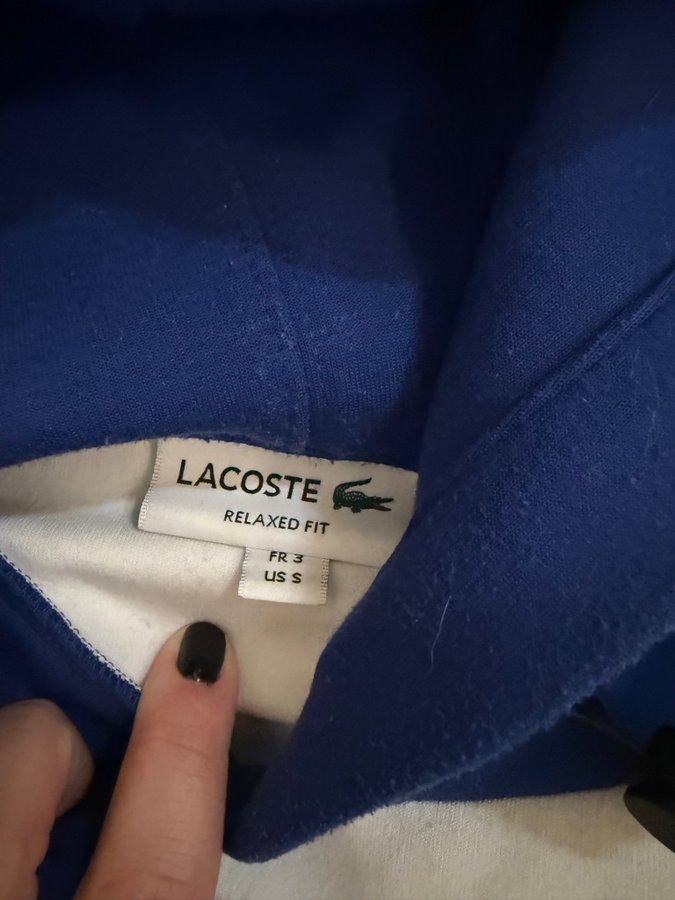 LACOSTE
RELAXED FIT
FR 3
US S